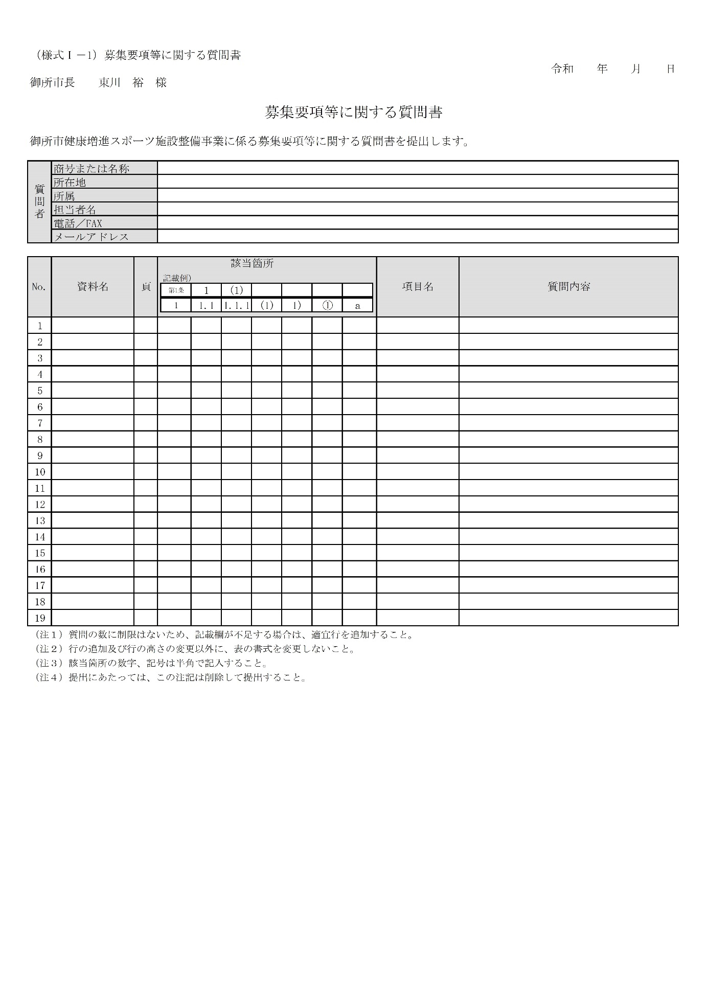 （様式Ⅰ－1）募集要項等に関する質問書
令和　　年　　月　　日
御所市長　　東川　裕　様
募集要項等に関する質問書
御所市健康増進スポーツ施設整備事業に係る募集要項等に関する質問書を提出します。
質問者
商号または名称
所在地
所属
担当者名
電話／FAX
メールアドレス
No. 資料名 頁 該当箇所 項目名 質問内容
記載例）
第1条 1 (1)
1 1.1 1.1.1 (1) 1) ① a
1
2
3
4
5
6
7
8
9
10
11
12
13
14
15
16
17
18
19
（注１）質問の数に制限はないため、記載欄が不足する場合は、適宜行を追加すること。
（注２）行の追加及び行の高さの変更以外に、表の書式を変更しないこと。
（注３）該当箇所の数字、記号は半角で記入すること。
（注４）提出にあたっては、この注記は削除して提出すること。